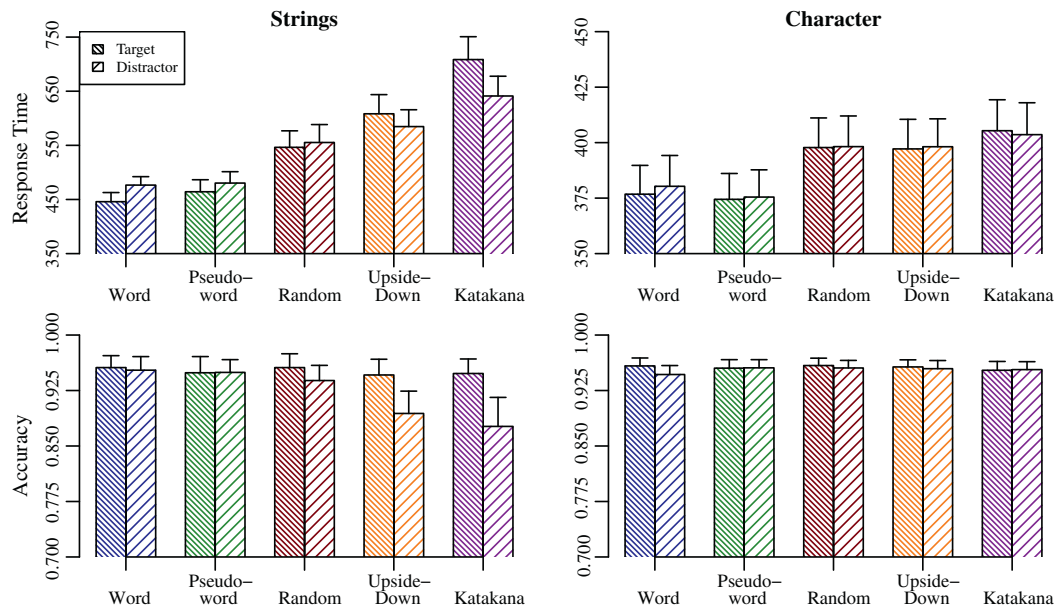 Strings
Character
Response Time
750
650
550
450
350
Target
Distractor
450
425
400
375
35
Word
Pseudo–
word
Random
Upside–
Down
Katakana
Word
Pseudo–
word
Random
Upside–
Down
Katakana
Accuracy
1.000
0.925
0.850
0.775
0.700
1.000
0.925
0.850
0.775
0.700
Word
Pseudo–
word
Random
Upside–
Down
Katakana
Word
Pseudo–
word
Random
Upside–
Down
Katakana